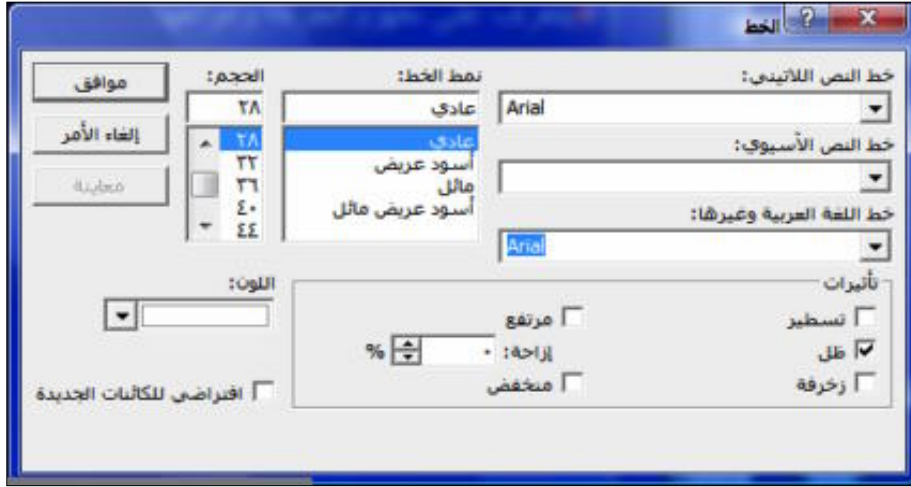 الخط
خط النص اللاتيني:
Arial
خط النص الأسيوي:
خط اللغة العربية وغيرها:
Arial
نمط الخط:
عادي
عادي
أسود عريض
مائل
أسود عريض مائل
الحجم:
٢٨
٢٨
٣٢
٣٦
٤٠
٤٤
موافق
إلغاء الأمر
معاينة
تأثيرات
تسطير
ظل
زخرفة
مرتفع
إزاحة: ٠ %
منخفض
اللون:
افتراضي للكائنات الجديدة